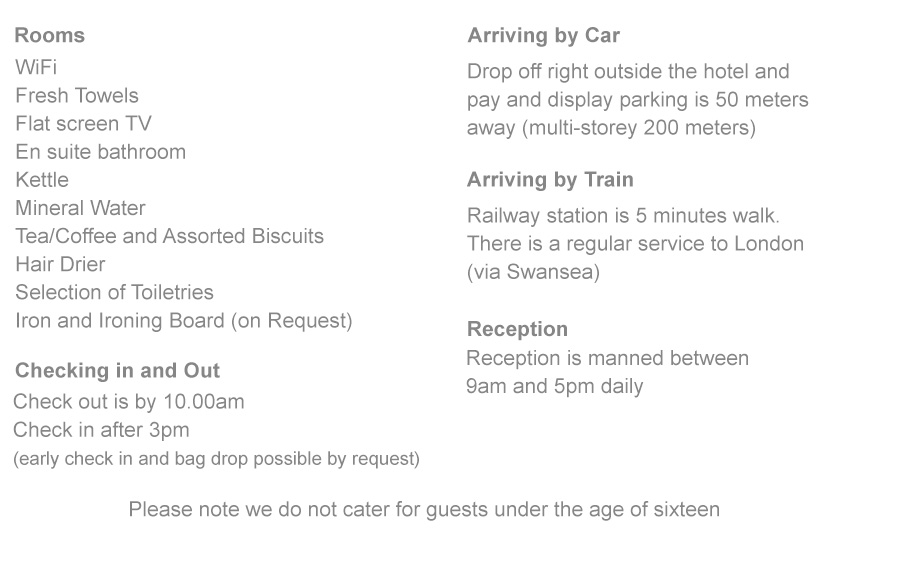 Rooms
WiFi
Fresh Towels
Flat screen TV
En suite bathroom
Kettle
Mineral Water
Tea/Coffee and Assorted Biscuits
Hair Drier
Selection of Toiletries
Iron and Ironing Board (on Request)
Checking in and Out
Check out is by 10.00am
Check in after 3pm
(early check in and bag drop possible by request)
Arriving by Car
Drop off right outside the hotel and
pay and display parking is 50 meters
away (multi-storey 200 meters)
Arriving by Train
Railway station is 5 minutes walk.
There is a regular service to London
(via Swansea)
Reception
Reception is manned between
9am and 5pm daily
Please note we do not cater for guests under the age of sixteen